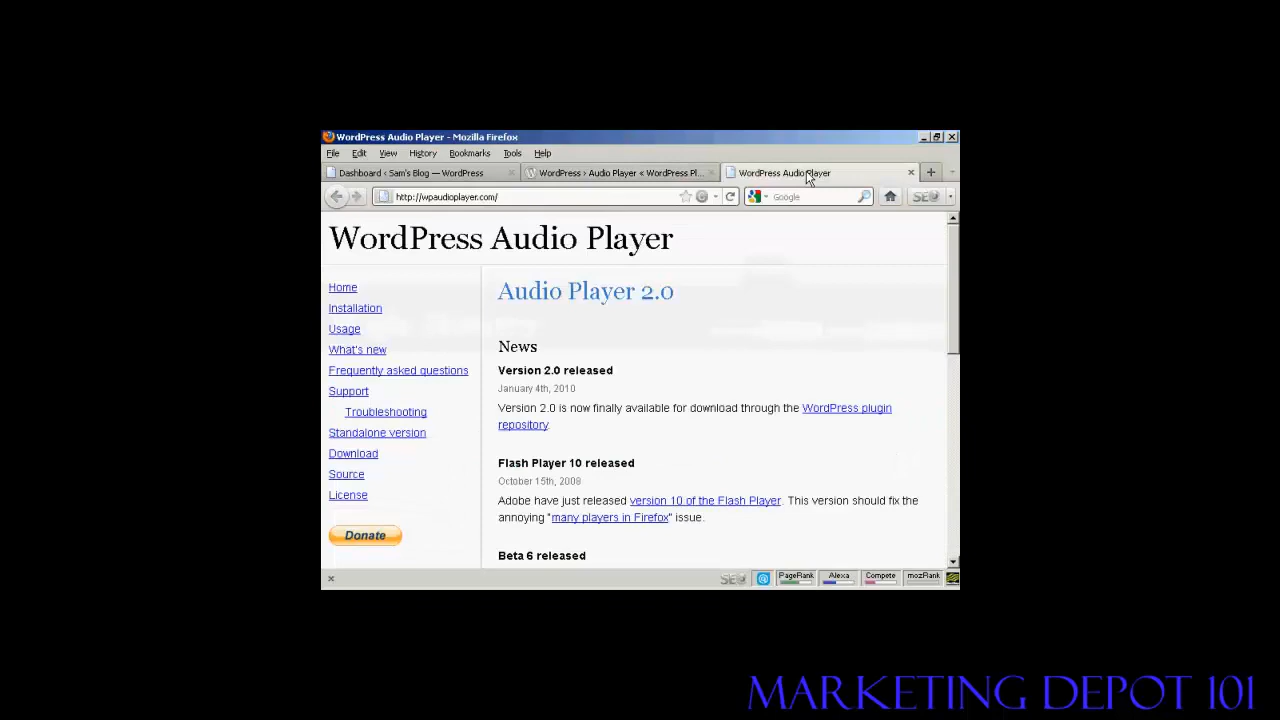 WordPress Audio Player - Mozilla Firefox
File Edit View History Bookmarks Tools Help
Dashboard ‹ Sam's Blog — WordPress
WordPress › Audio Player « WordPress Pl...
WordPress Audio Player
http://wpaudioplayer.com/
Google
SEO
WordPress Audio Player
Home
Installation
Usage
What's new
Frequently asked questions
Support
Troubleshooting
Standalone version
Download
Source
License
Donate
Audio Player 2.0
News
Version 2.0 released
January 4th, 2010
Version 2.0 is now finally available for download through the WordPress plugin
repository.
Flash Player 10 released
October 15th, 2008
Adobe have just released version 10 of the Flash Player. This version should fix the
annoying "many players in Firefox" issue.
Beta 6 released
SEO PageRank Alexa Compete mozRank
MARKETING DEPOT 101